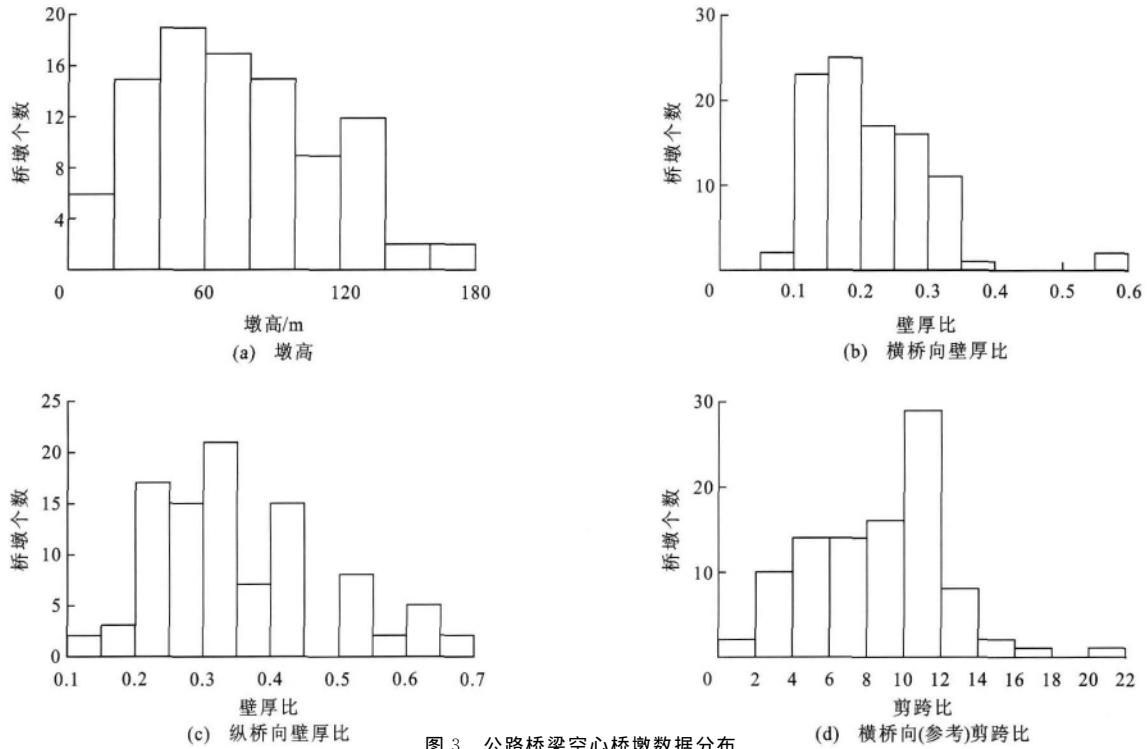 20
16
12
8
4
桥墩个数
0 60 120 180
墩高/m
(a) 墩高
30
20
10
桥墩个数
0 0.1 0.2 0.3 0.4 0.5 0.6
壁厚比
(b) 横桥向壁厚比
25
20
15
10
5
0
桥墩个数
0.1 0.2 0.3 0.4 0.5 0.6 0.7
壁厚比
(c) 纵桥向壁厚比
30
20
10
桥墩个数
0 2 4 6 8 10 12 14 16 18 20 22
剪跨比
(d) 横桥向(参考)剪跨比
图 3 公路桥梁空心桥墩数据分布